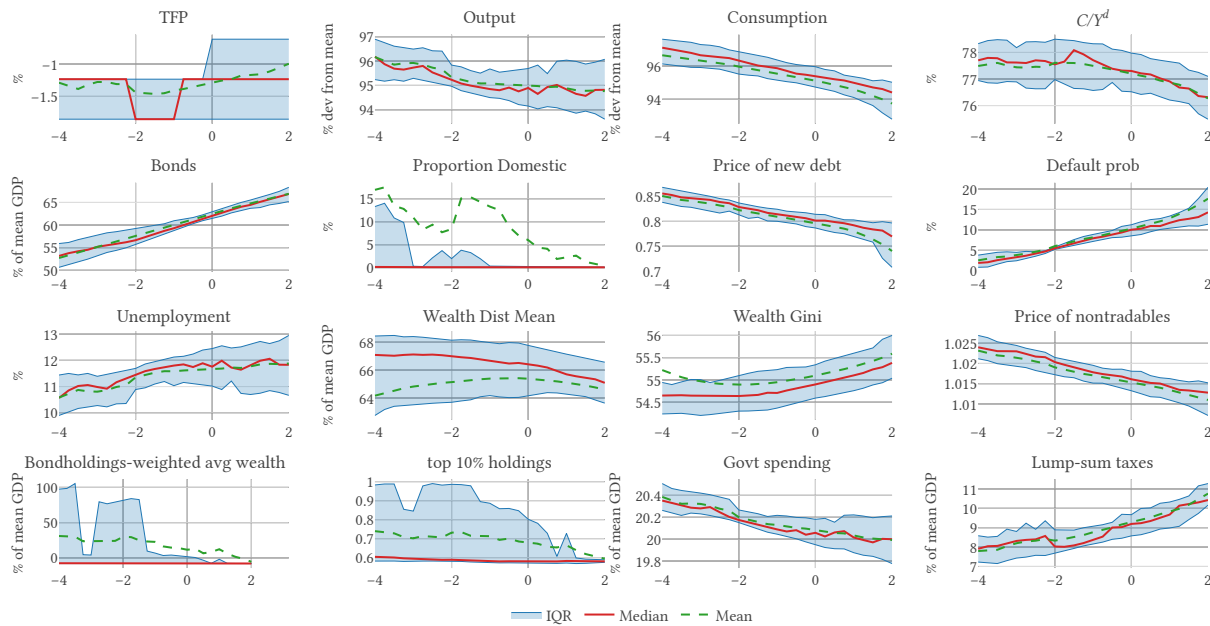 TFP
Output
Consumption
C/Y^d
%
−1
−1.5
−4 −2 0 2
% dev from mean
97
96
95
94
−4 −2 0 2
% dev from mean
96
94
−4 −2 0 2
%
78
77
76
−4 −2 0 2
Bonds
Proportion Domestic
Price of new debt
Default prob
% of mean GDP
65
60
55
50
−4 −2 0 2
%
15
10
5
0
−4 −2 0 2
0.85
0.8
0.75
0.7
−4 −2 0 2
%
20
15
10
5
0
−4 −2 0 2
Unemployment
Wealth Dist Mean
Wealth Gini
Price of nontradables
%
13
12
11
10
−4 −2 0 2
% of mean GDP
68
66
64
−4 −2 0 2
56
55.5
55
54.5
−4 −2 0 2
1.025
1.02
1.015
1.01
−4 −2 0 2
Bondholdings-weighted avg wealth
top 10% holdings
Govt spending
Lump-sum taxes
% of mean GDP
100
50
0
−4 −2 0 2
1
0.9
0.8
0.7
0.6
−4 −2 0 2
% of mean GDP
20.4
20.2
20
19.8
−4 −2 0 2
% of mean GDP
11
10
9
8
7
−4 −2 0 2
IQR Median Mean